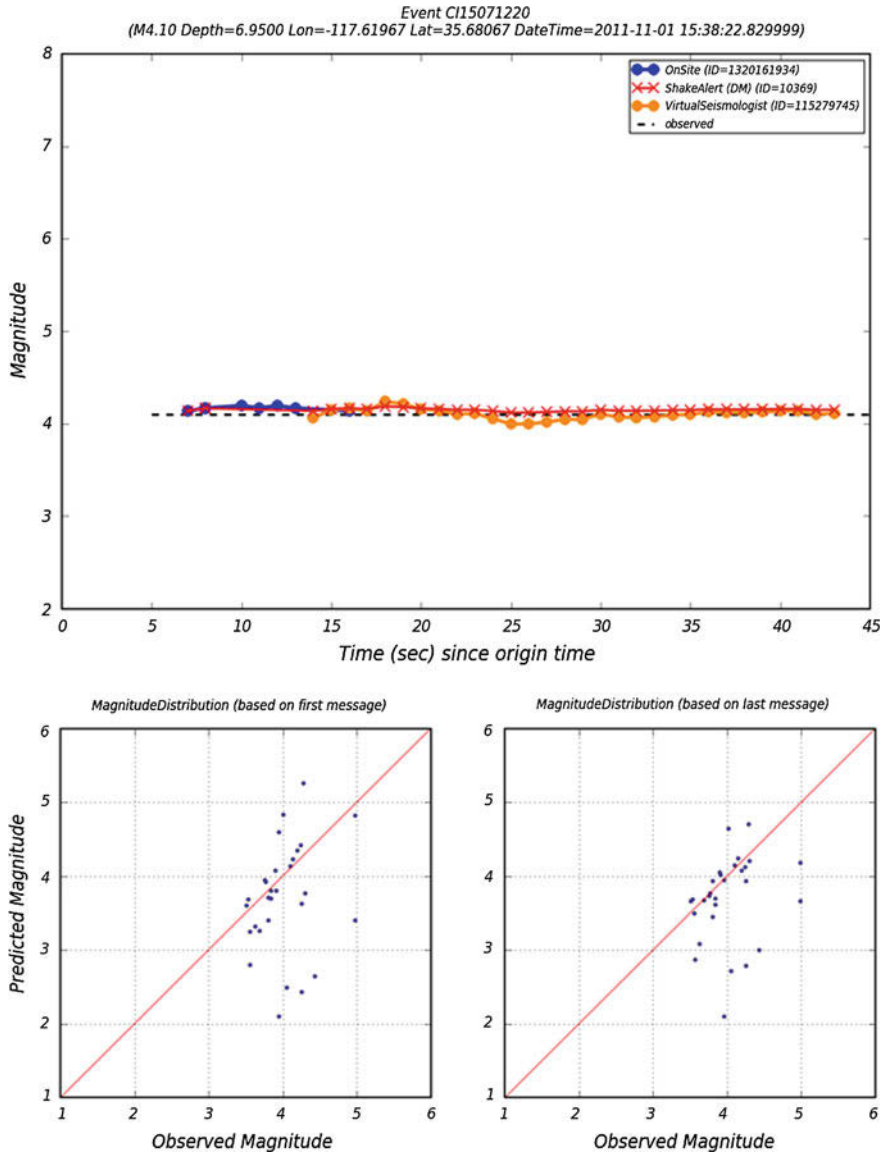 Event CI15071220
(M4.10 Depth=6.9500 Lon=-117.61967 Lat=35.68067 DateTime=2011-11-01 15:38:22.829999)
OnSite (ID=1320161934)
ShakeAlert (DM) (ID=10369)
VirtualSeismologist (ID=115279745)
observed
Magnitude
8
7
6
5
4
3
2
0 5 10 15 20 25 30 35 40 45
Time (sec) since origin time
MagnitudeDistribution (based on first message)
Predicted Magnitude
6
5
4
3
2
1
1 2 3 4 5 6
Observed Magnitude
MagnitudeDistribution (based on last message)
6
5
4
3
2
1
1 2 3 4 5 6
Observed Magnitude